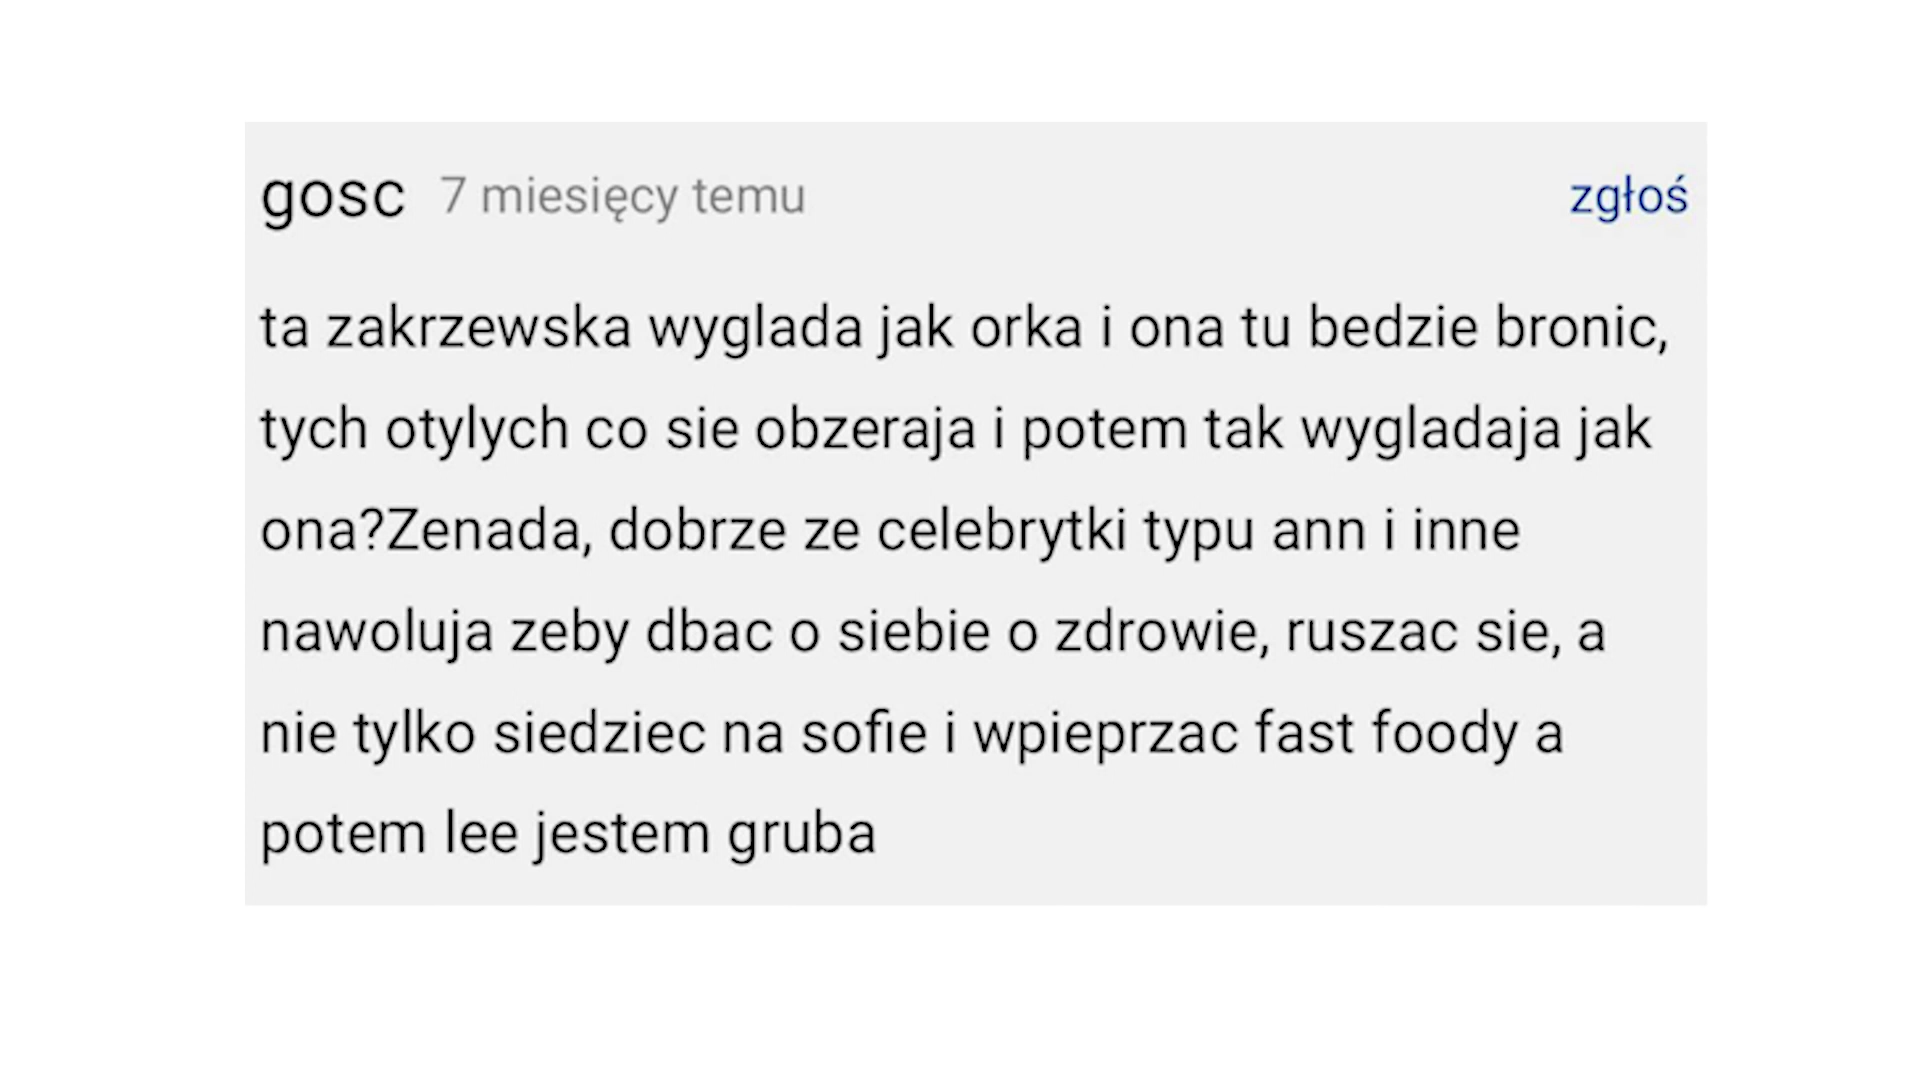 gosc 7 miesięcy temu zgłoś
ta zakrzewska wyglada jak orka i ona tu bedzie bronic,
tych otylych co sie obzeraja i potem tak wygladaja jak
ona?Zenada, dobrze ze celebrytki typu ann i inne
nawoluja zeby dbac o siebie o zdrowie, ruszac sie, a
nie tylko siedziec na sofie i wpieprzac fast foody a
potem lee jestem gruba